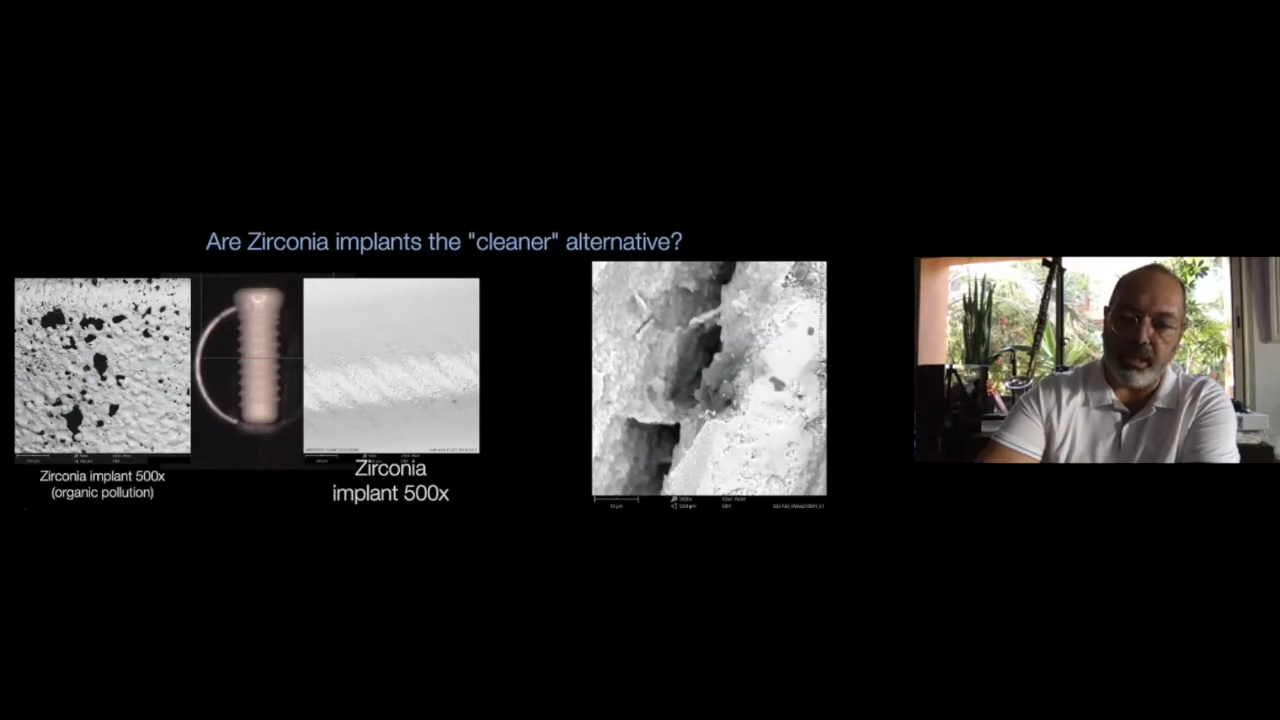 Are Zirconia implants the "cleaner" alternative?
Zirconia implant 500x
(organic pollution)
Zirconia
implant 500x